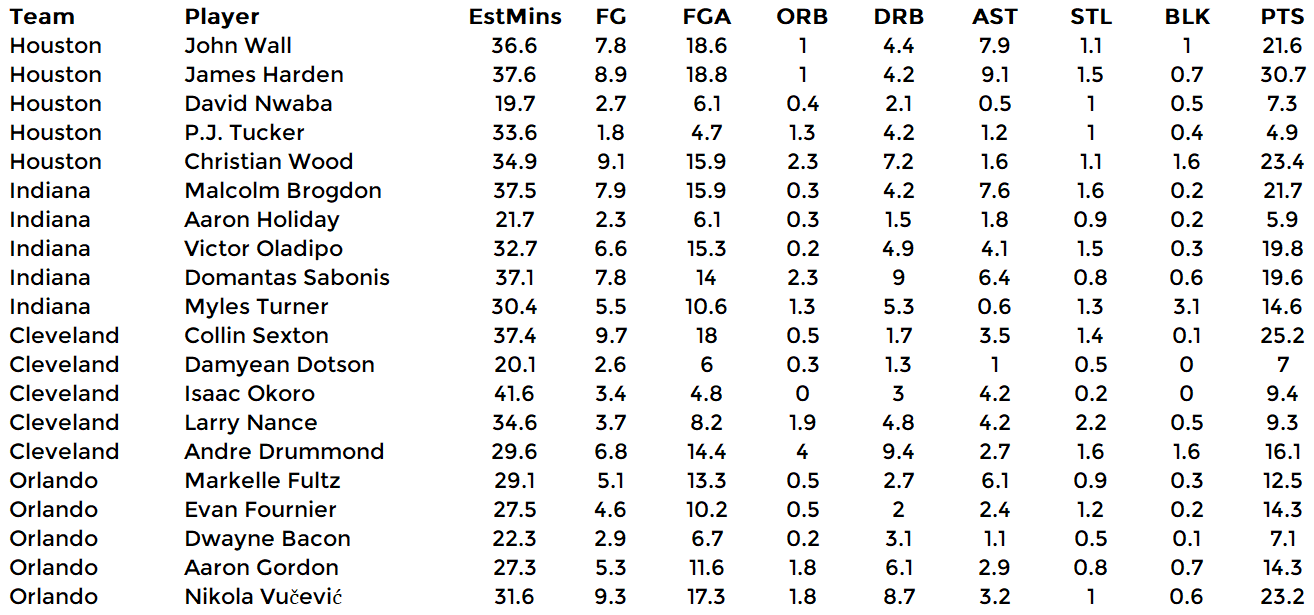 Team Player EstMins FG FGA ORB DRB AST STL BLK PTS
Houston John Wall 36.6 7.8 18.6 1 4.4 7.9 1.1 1 21.6
Houston James Harden 37.6 8.9 18.8 1 4.2 9.1 1.5 0.7 30.7
Houston David Nwaba 19.7 2.7 6.1 0.4 2.1 0.5 1 0.5 7.3
Houston P.J. Tucker 33.6 1.8 4.7 1.3 4.2 1.2 1 0.4 4.9
Houston Christian Wood 34.9 9.1 15.9 2.3 7.2 1.6 1.1 1.6 23.4
Indiana Malcolm Brogdon 37.5 7.9 15.9 0.3 4.2 7.6 1.6 0.2 21.7
Indiana Aaron Holiday 21.7 2.3 6.1 0.3 1.5 1.8 0.9 0.2 5.9
Indiana Victor Oladipo 32.7 6.6 15.3 0.2 4.9 4.1 1.5 0.3 19.8
Indiana Domantas Sabonis 37.1 7.8 14 2.3 9 6.4 0.8 0.6 19.6
Indiana Myles Turner 30.4 5.5 10.6 1.3 5.3 0.6 1.3 3.1 14.6
Cleveland Collin Sexton 37.4 9.7 18 0.5 1.7 3.5 1.4 0.1 25.2
Cleveland Damyean Dotson 20.1 2.6 6 0.3 1.3 1 0.5 0 7
Cleveland Isaac Okoro 41.6 3.4 4.8 0 3 4.2 0.2 0 9.4
Cleveland Larry Nance 34.6 3.7 8.2 1.9 4.8 4.2 2.2 0.5 9.3
Cleveland Andre Drummond 29.6 6.8 14.4 4 9.4 2.7 1.6 1.6 16.1
Orlando Markelle Fultz 29.1 5.1 13.3 0.5 2.7 6.1 0.9 0.3 12.5
Orlando Evan Fournier 27.5 4.6 10.2 0.5 2 2.4 1.2 0.2 14.3
Orlando Dwayne Bacon 22.3 2.9 6.7 0.2 3.1 1.1 0.5 0.1 7.1
Orlando Aaron Gordon 27.3 5.3 11.6 1.8 6.1 2.9 0.8 0.7 14.3
Orlando Nikola Vučević 31.6 9.3 17.3 1.8 8.7 3.2 1 0.6 23.2